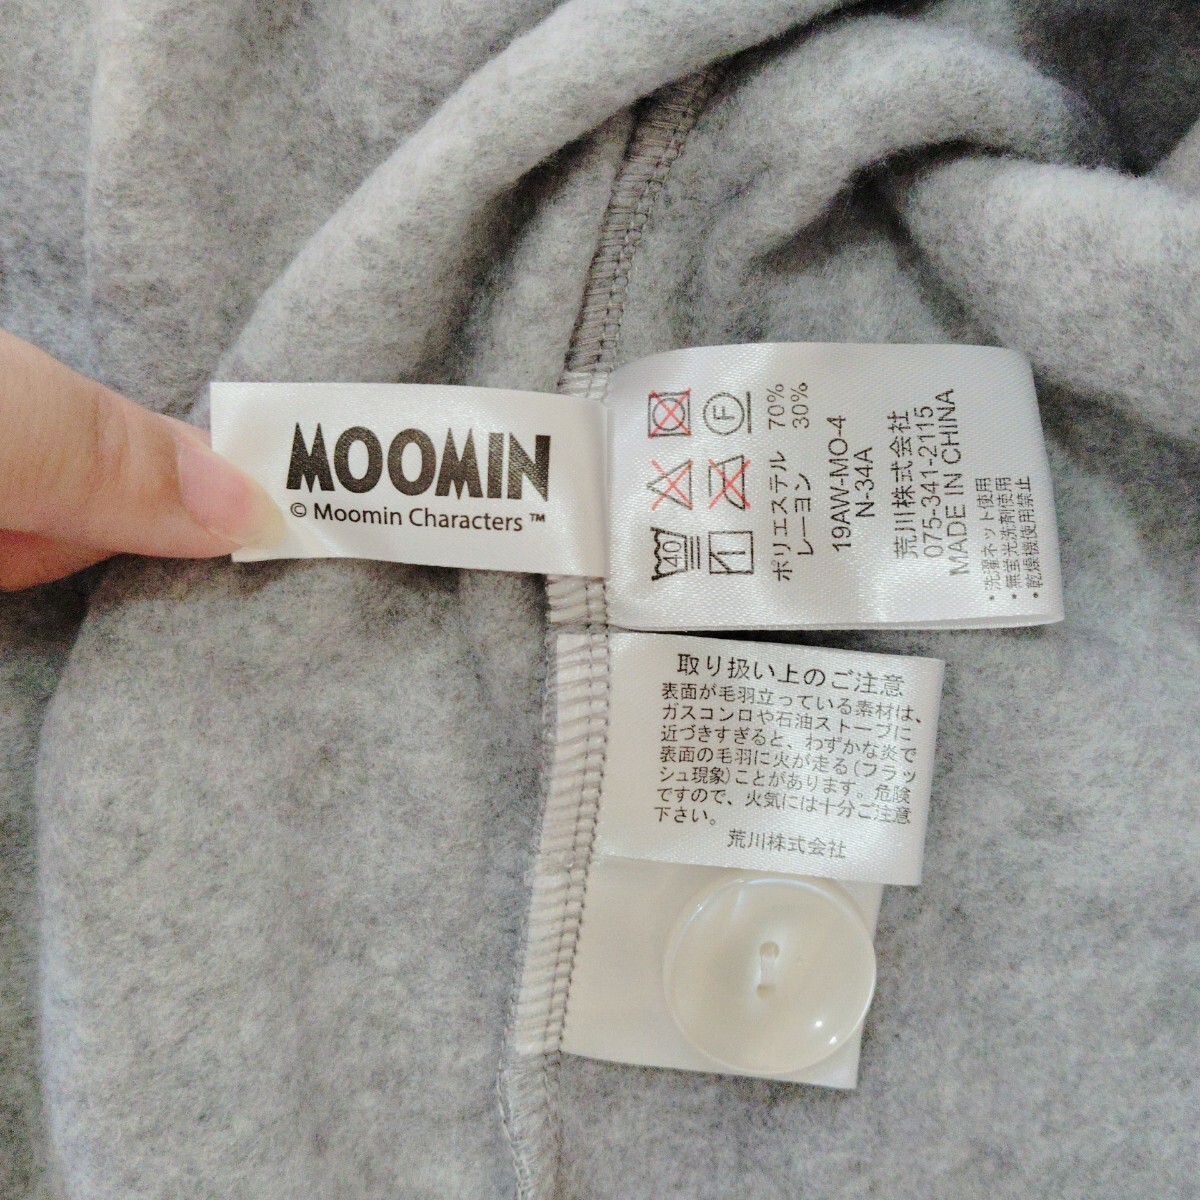 MOOMIN
© Moomin Characters ™
40
F
ポリエステル 70%
レーヨン 30%
19AW-MO-4
N-34A
荒川株式会社
075-341-2115
MADE IN CHINA
・洗濯ネット使用
・無蛍光洗剤使用
・乾燥機使用禁止
取り扱い上のご注意
表面が毛羽立っている素材は、
ガスコンロや石油ストーブに
近づきすぎると、わずかな炎で
表面の毛羽に火が走る(フラッ
シュ現象)ことがあります。危険
ですので、火気には十分ご注意
下さい。
荒川株式会社